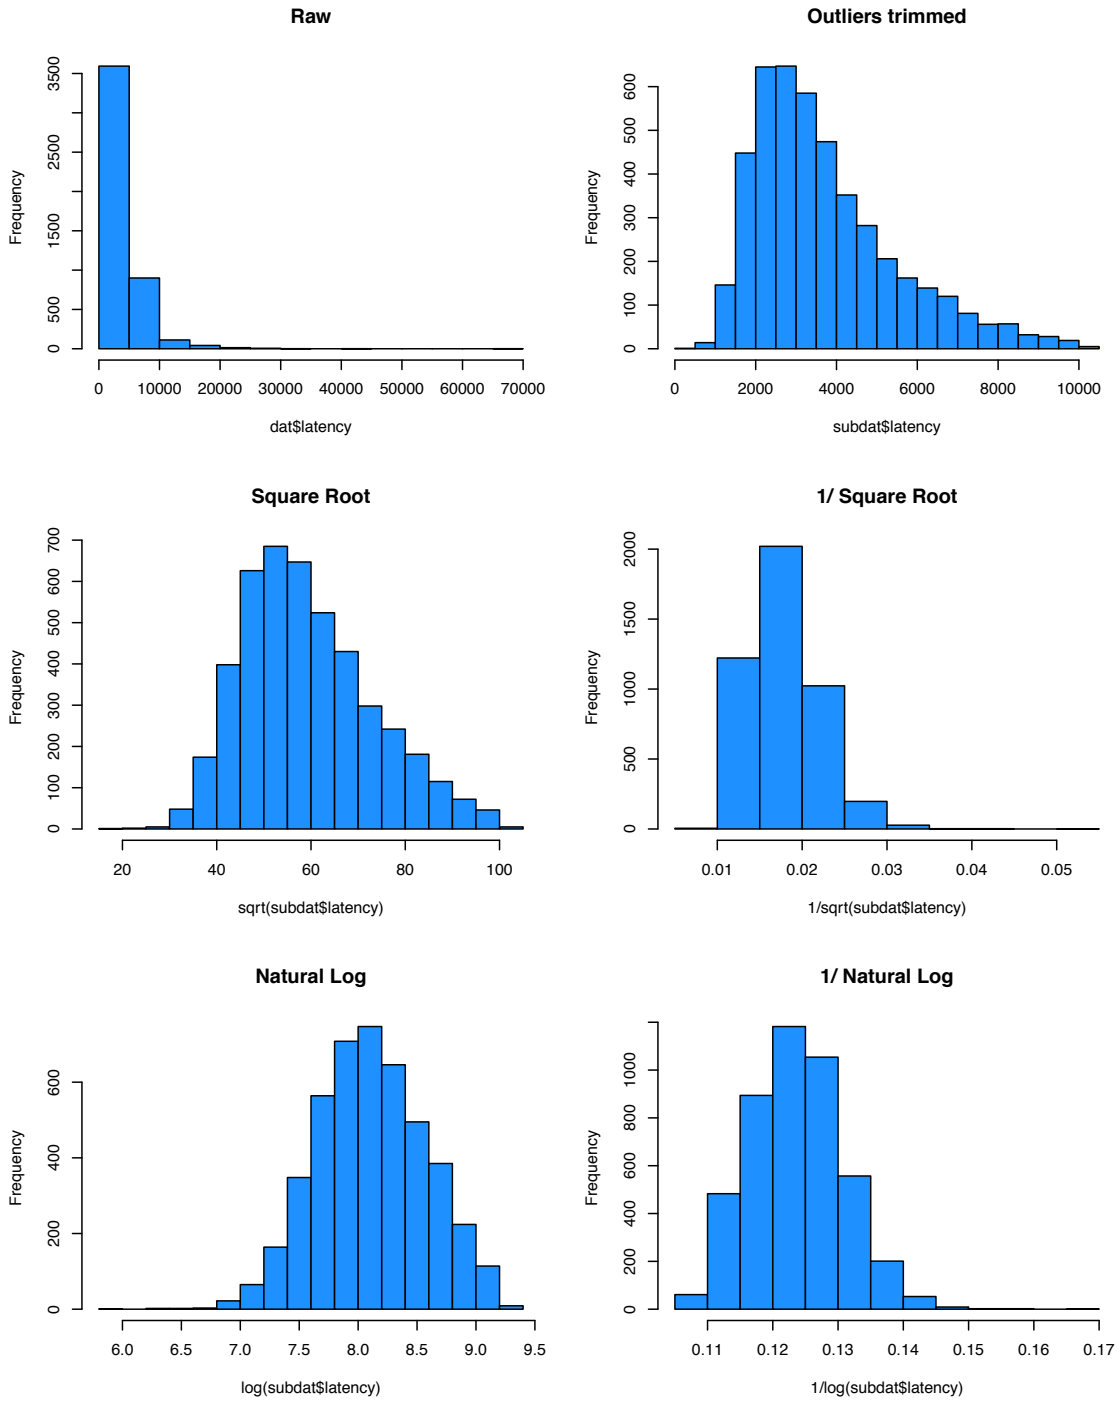 Raw
Frequency
0
500
1500
2500
3500
0 10000 20000 30000 40000 50000 60000 70000
dat$latency
Outliers trimmed
Frequency
0
100
200
300
400
500
600
0 2000 4000 6000 8000 10000
subdat$latency
Square Root
Frequency
0
100
200
300
400
500
600
700
20 40 60 80 100
sqrt(subdat$latency)
1/ Square Root
Frequency
0
500
1000
1500
2000
0.01 0.02 0.03 0.04 0.05
1/sqrt(subdat$latency)
Natural Log
Frequency
0
200
400
600
6.0 6.5 7.0 7.5 8.0 8.5 9.0 9.5
log(subdat$latency)
1/ Natural Log
Frequency
0
200
400
600
800
1000
0.11 0.12 0.13 0.14 0.15 0.16 0.17
1/log(subdat$latency)